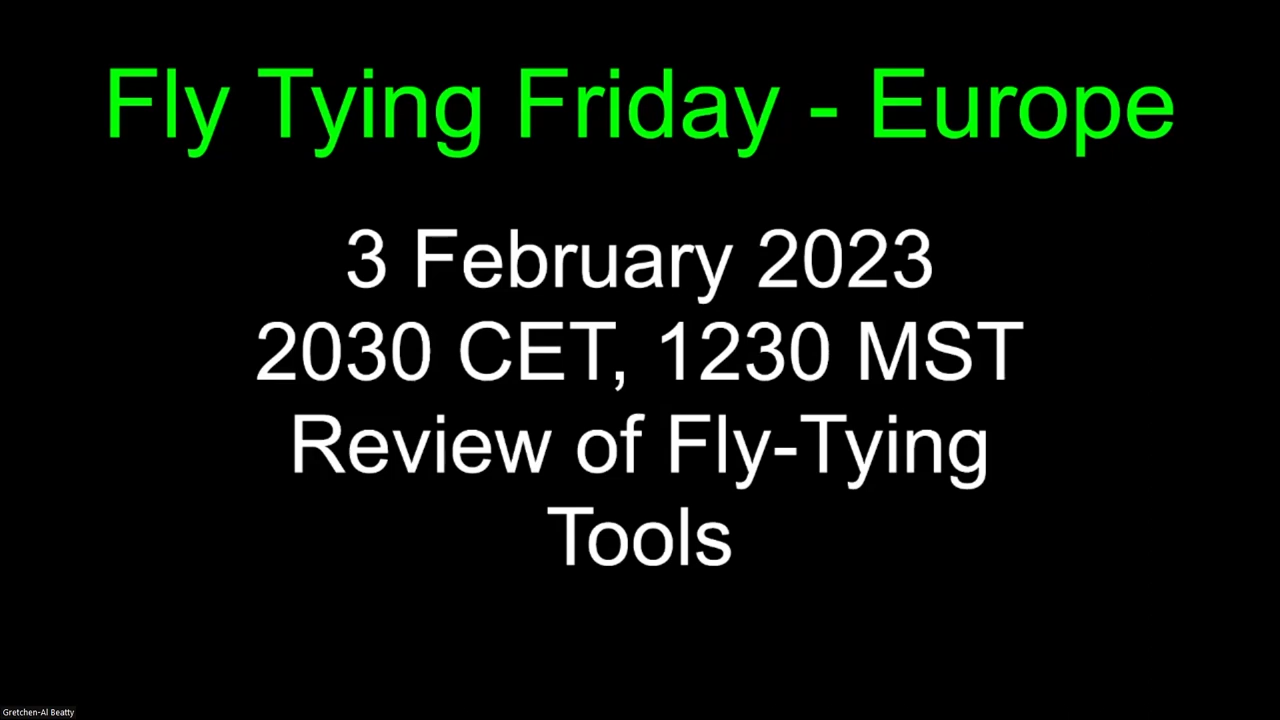 Fly Tying Friday - Europe
3 February 2023
2030 CET, 1230 MST
Review of Fly-Tying
Tools
Gretchen-Al Beatty